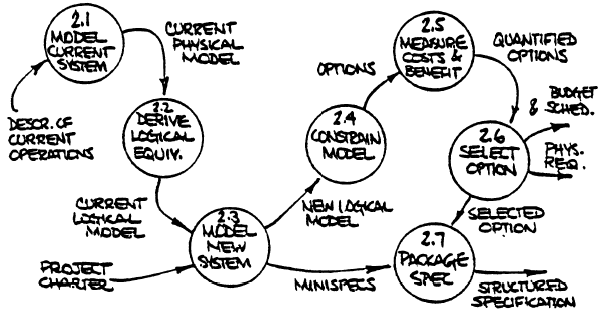 2.1
MODEL
CURRENT
SYSTEM
CURRENT
PHYSICAL
MODEL
DESCR. OF
CURRENT
OPERATIONS
2.2
DERIVE
LOGICAL
EQUIV.
CURRENT
LOGICAL
MODEL
PROJECT
CHARTER
2.3
MODEL
NEW
SYSTEM
NEW LOGICAL
MODEL
MINISPECS
2.4
CONSTRAIN
MODEL
OPTIONS
2.5
MEASURE
COSTS &
BENEFIT
QUANTIFIED
OPTIONS
2.6
SELECT
OPTION
BUDGET
& SCHED.
PHYS.
REQ.
SELECTED
OPTION
2.7
PACKAGE
SPEC
STRUCTURED
SPECIFICATION